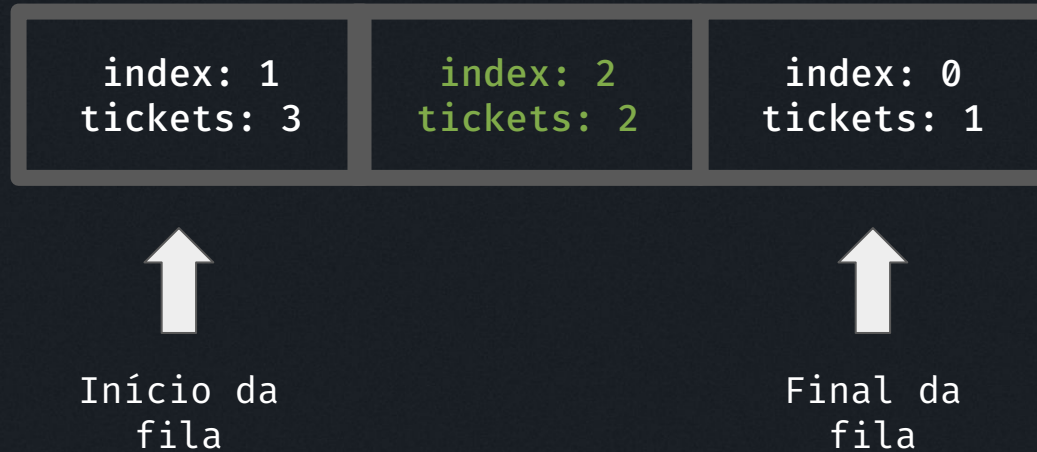 index: 1
tickets: 3
index: 2
tickets: 2
index: 0
tickets: 1
Início da
fila
Final da
fila